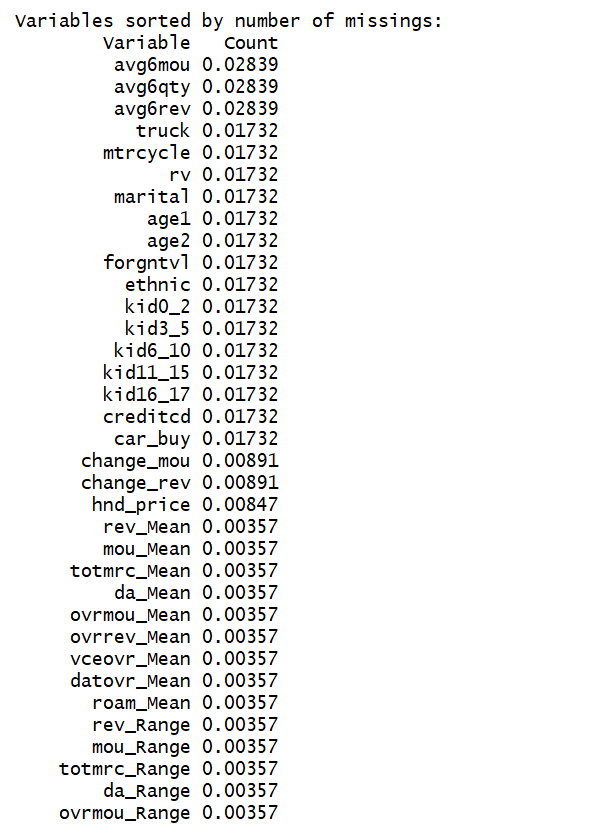 Variables sorted by number of missings:
Variable Count
avg6mou 0.02839
avg6qty 0.02839
avg6rev 0.02839
truck 0.01732
mtrcycle 0.01732
rv 0.01732
marital 0.01732
age1 0.01732
age2 0.01732
forgntvl 0.01732
ethnic 0.01732
kid0_2 0.01732
kid3_5 0.01732
kid6_10 0.01732
kid11_15 0.01732
kid16_17 0.01732
creditcd 0.01732
car_buy 0.01732
change_mou 0.00891
change_rev 0.00891
hnd_price 0.00847
rev_Mean 0.00357
mou_Mean 0.00357
totmrc_Mean 0.00357
da_Mean 0.00357
ovrmou_Mean 0.00357
ovrrev_Mean 0.00357
vceovr_Mean 0.00357
datovr_Mean 0.00357
roam_Mean 0.00357
rev_Range 0.00357
mou_Range 0.00357
totmrc_Range 0.00357
da_Range 0.00357
ovrmou_Range 0.00357